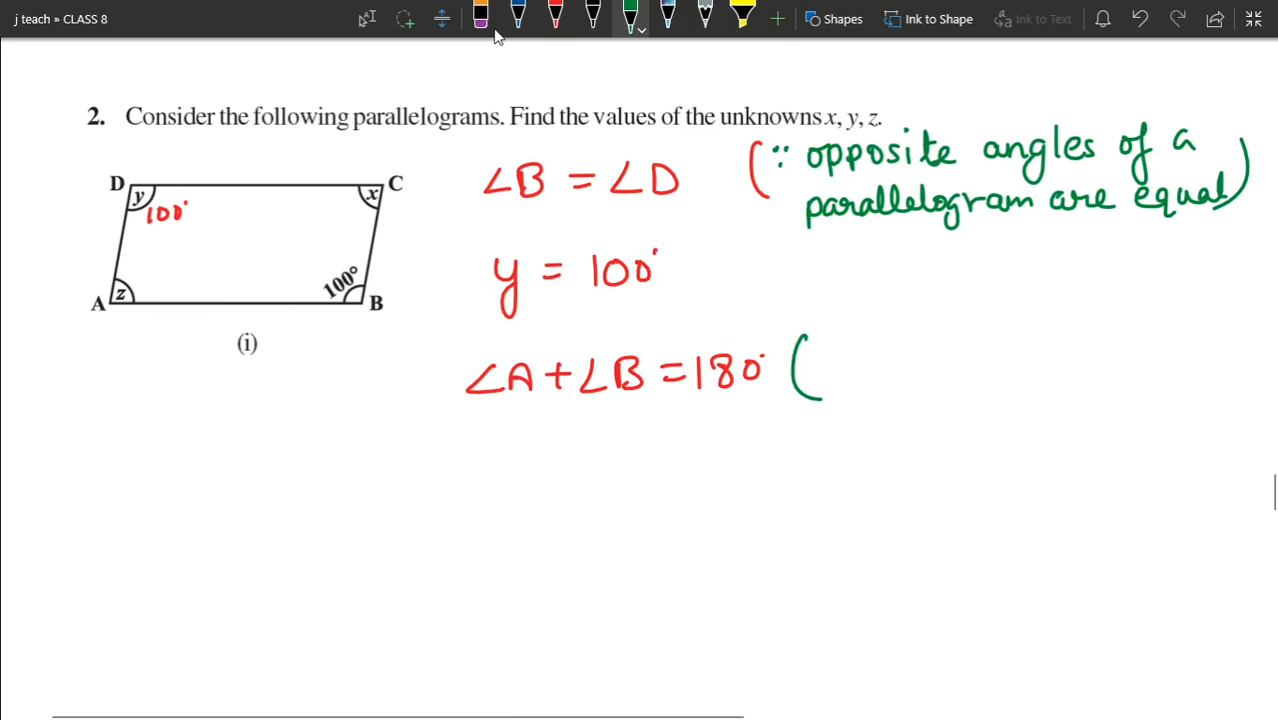 j teach » CLASS 8
Shapes
Ink to Shape
Ink to Text
2. Consider the following parallelograms. Find the values of the unknowns x, y, z.
∠B = ∠D (∵ opposite angles of a
parallelogram are equal)
D y x C
100°
y = 100°
100°
A z B
(i)
∠A + ∠B = 180° (